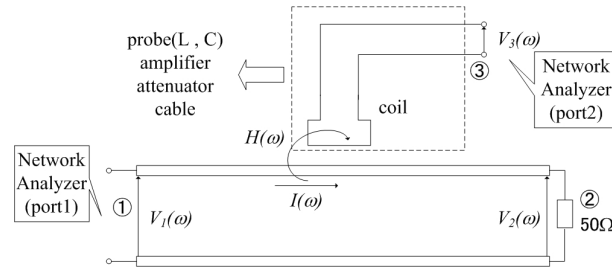 probe(L , C)
amplifier
attenuator
cable
V3(ω)
③
Network
Analyzer
(port2)
coil
H(ω)
Network
Analyzer
(port1)
①
V1(ω)
I(ω)
V2(ω)
②
50Ω